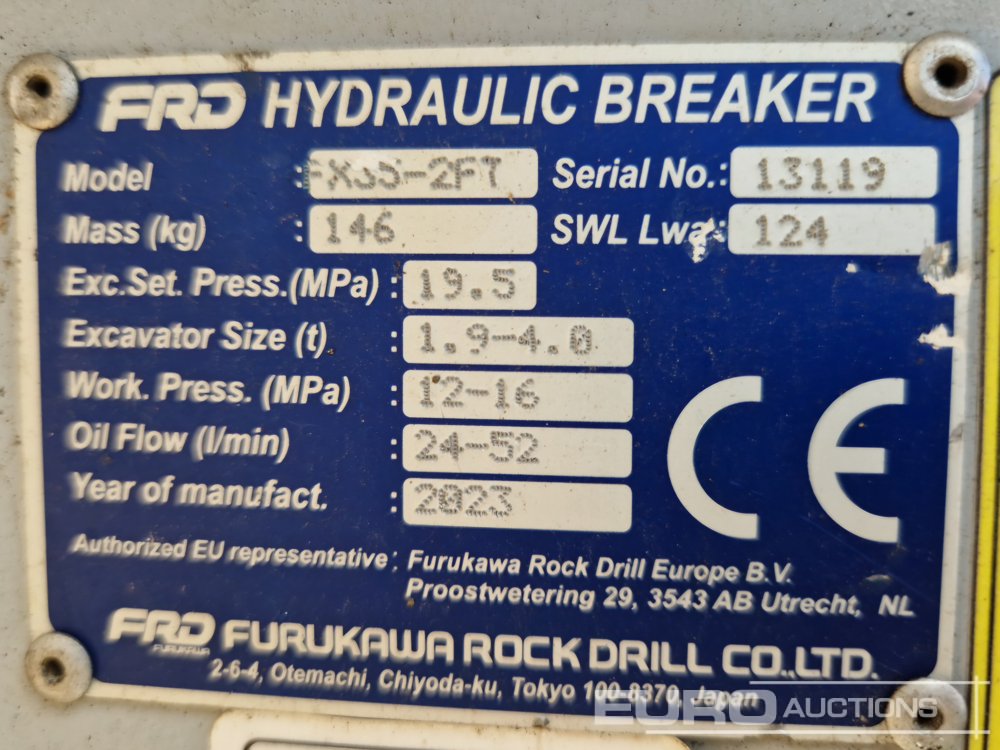 FRD HYDRAULIC BREAKER
Model : FX35-2FT Serial No.: 13119
Mass (kg) : 146 SWL Lwa : 124
Exc.Set. Press.(MPa) : 19.5
Excavator Size (t) : 1.9-4.0
Work. Press. (MPa) : 12-16
Oil Flow (l/min) : 24-52
Year of manufact. : 2023
CE
Authorized EU representative : Furukawa Rock Drill Europe B.V.
Proostwetering 29, 3543 AB Utrecht, NL
FRD FURUKAWA FURUKAWA ROCK DRILL CO.,LTD.
2-6-4, Otemachi, Chiyoda-ku, Tokyo 100-8370, Japan
EURO AUCTIONS